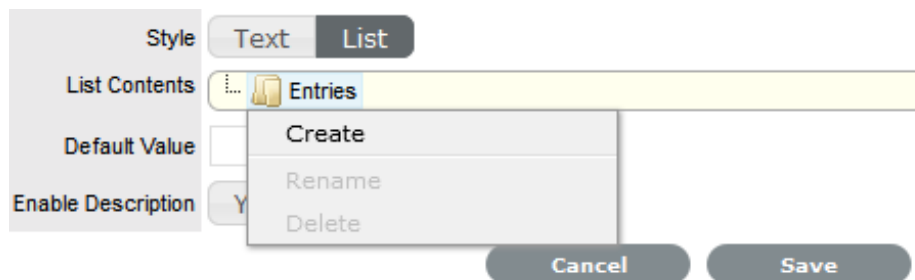 Style Text List
List Contents Entries
Create
Default Value
Rename
Enable Description Y
Delete
Cancel Save